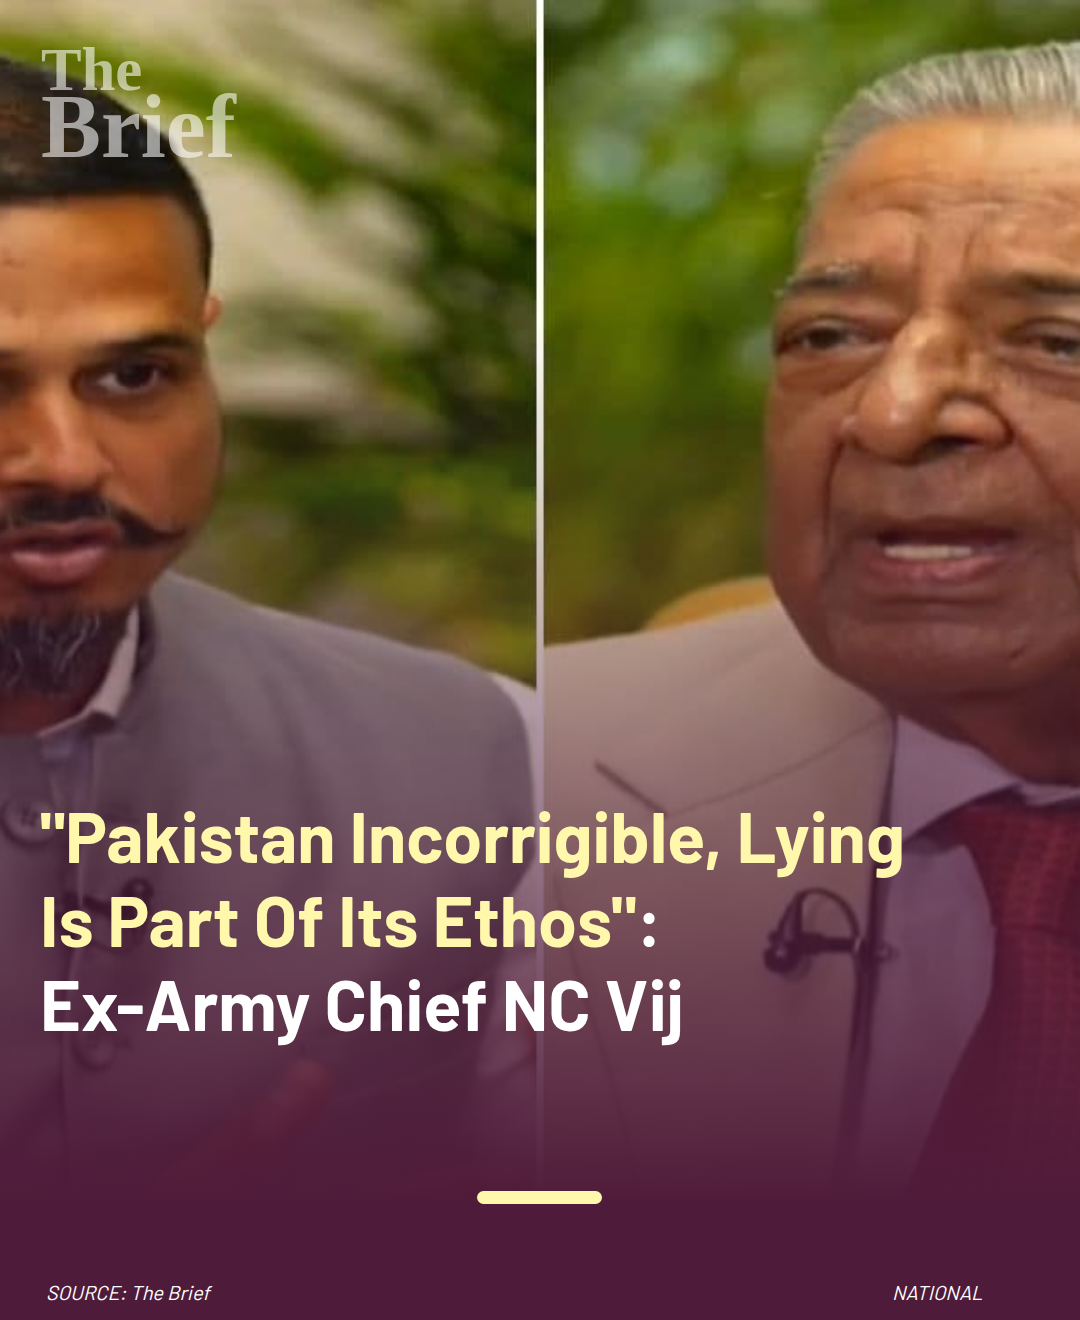 The
Brief
"Pakistan Incorrigible, Lying
Is Part Of Its Ethos":
Ex-Army Chief NC Vij
SOURCE: The Brief
NATIONAL